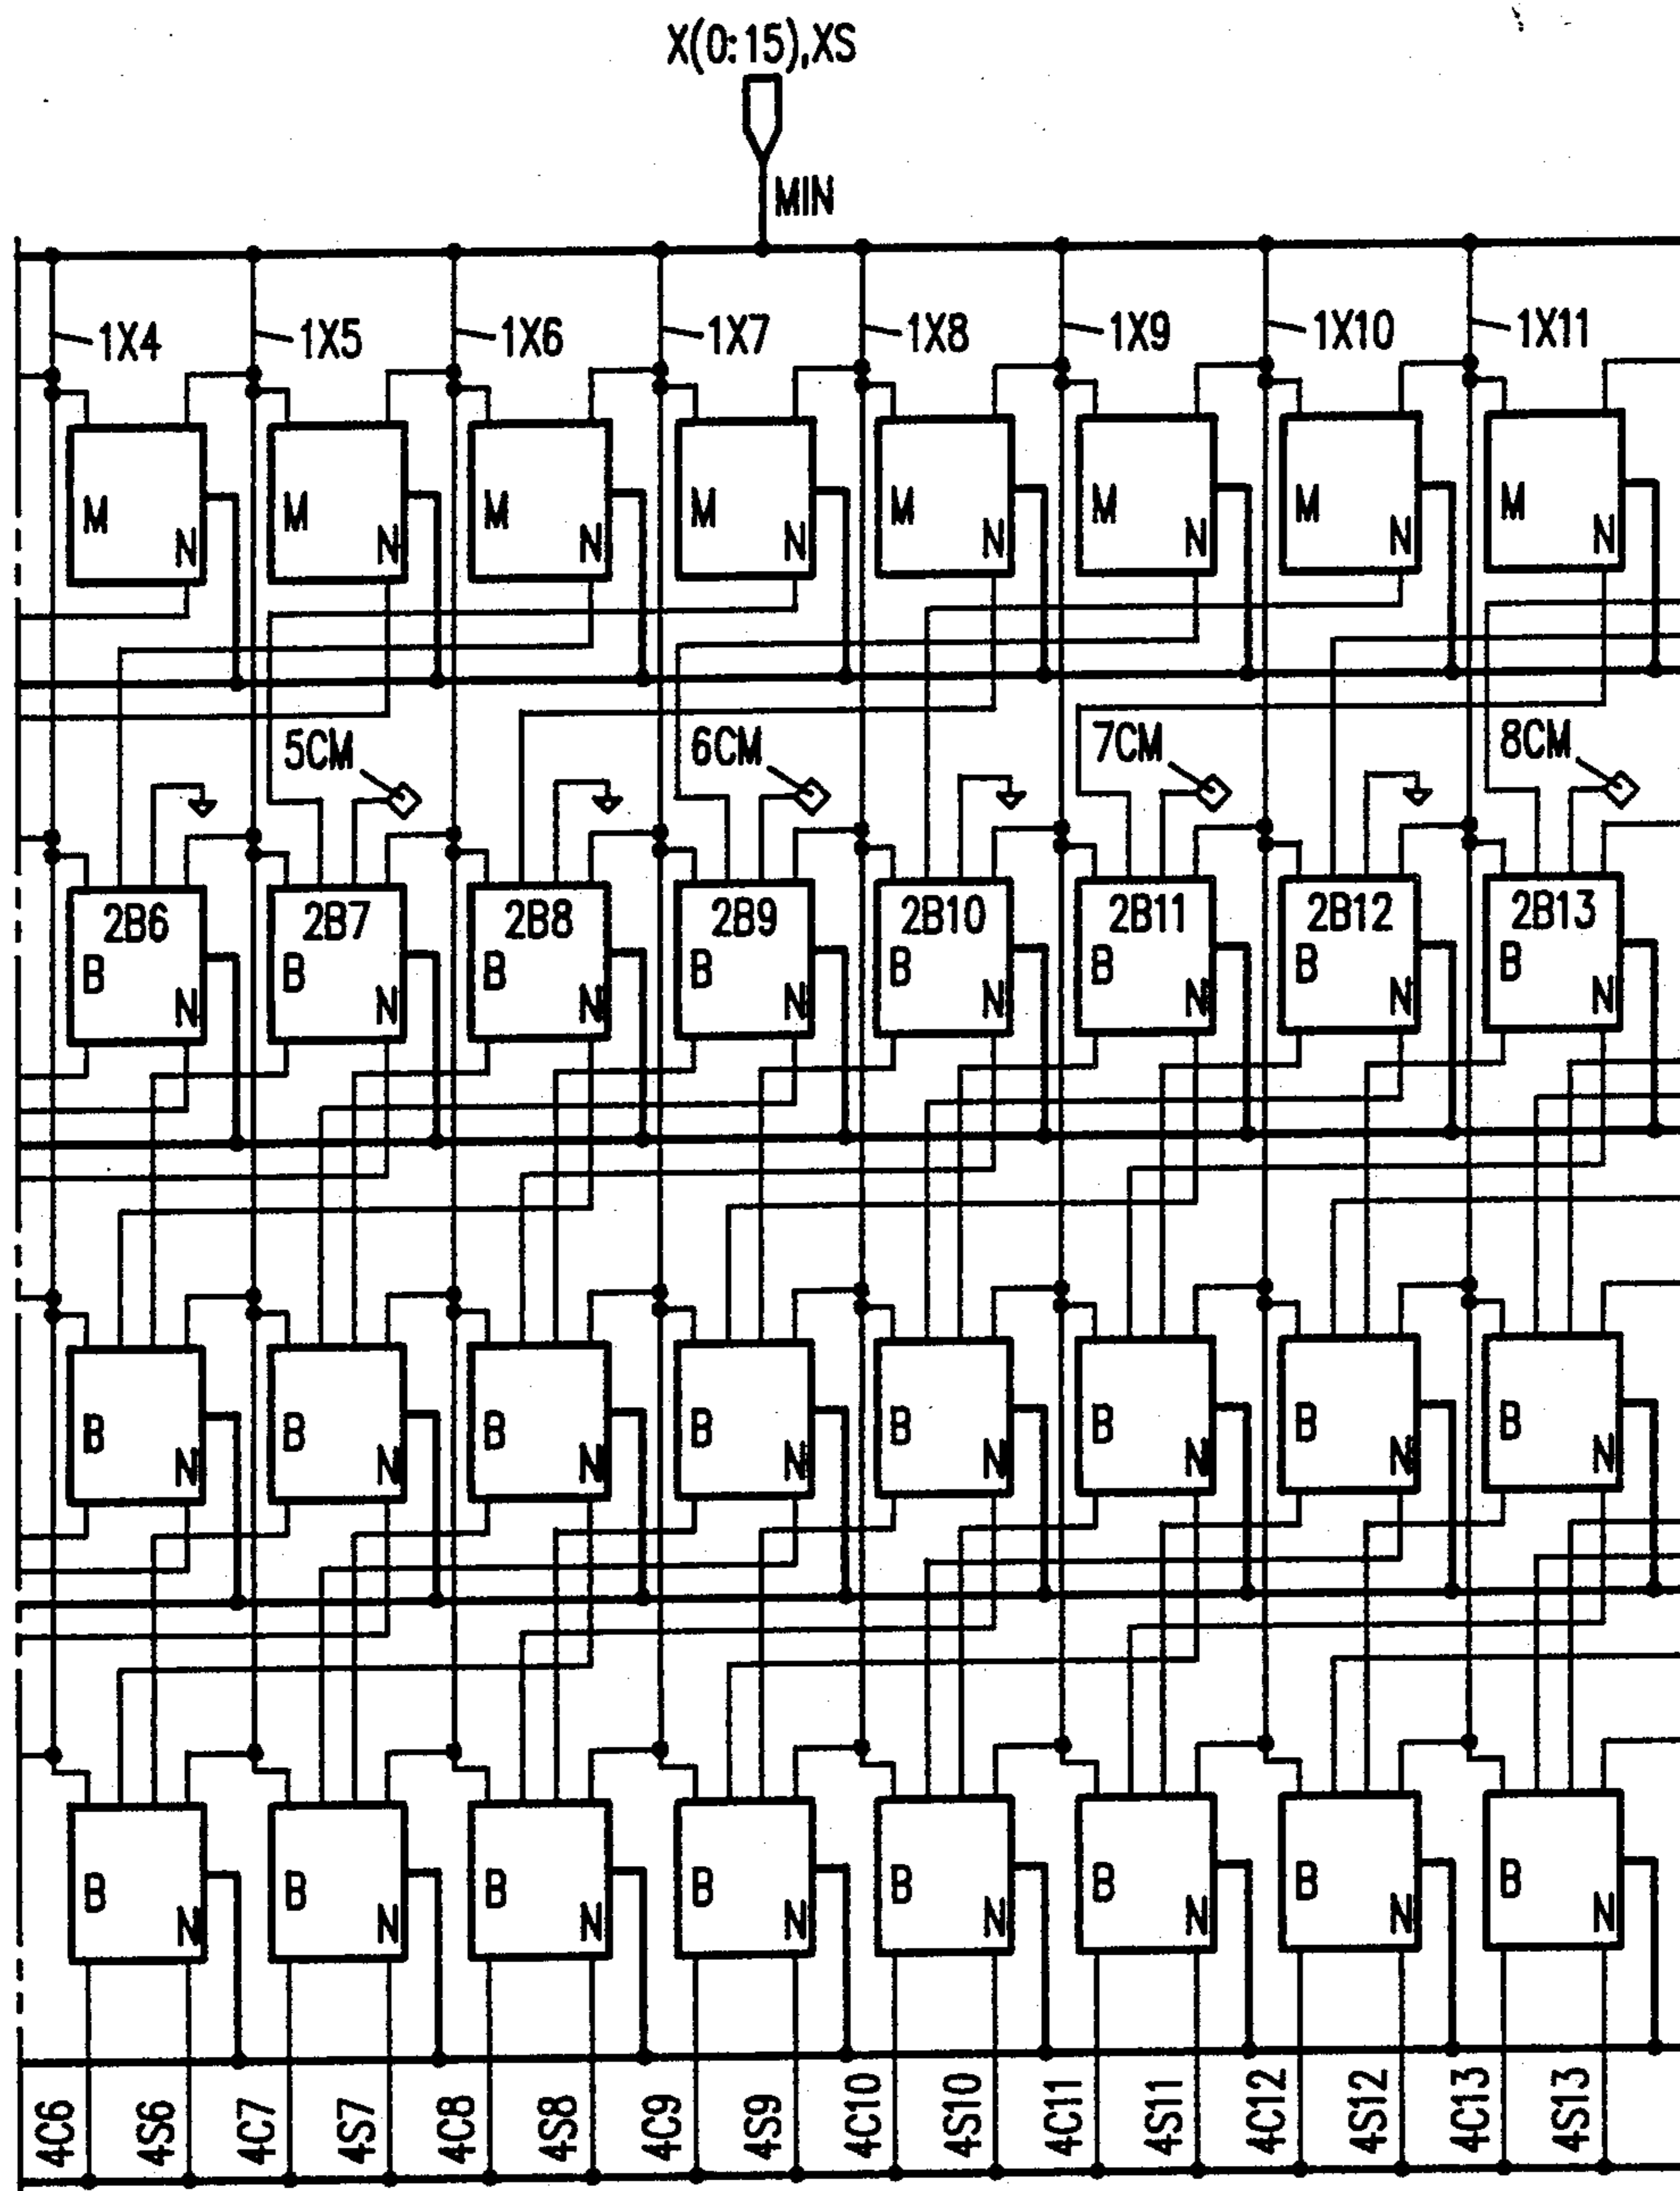 X(0:15),XS
MIN
1X4 1X5 1X6 1X7 1X8 1X9 1X10 1X11
M M M M M M M M
N N N N N N N N
5CM 6CM 7CM 8CM
2B6 2B7 2B8 2B9 2B10 2B11 2B12 2B13
B B B B B B B B
N N N N N N N N
B B B B B B B B
N N N N N N N N
B B B B B B B B
N N N N N N N N
4C6 4S6 4C7 4S7 4C8 4S8 4C9 4S9 4C10 4S10 4C11 4S11 4C12 4S12 4C13 4S13